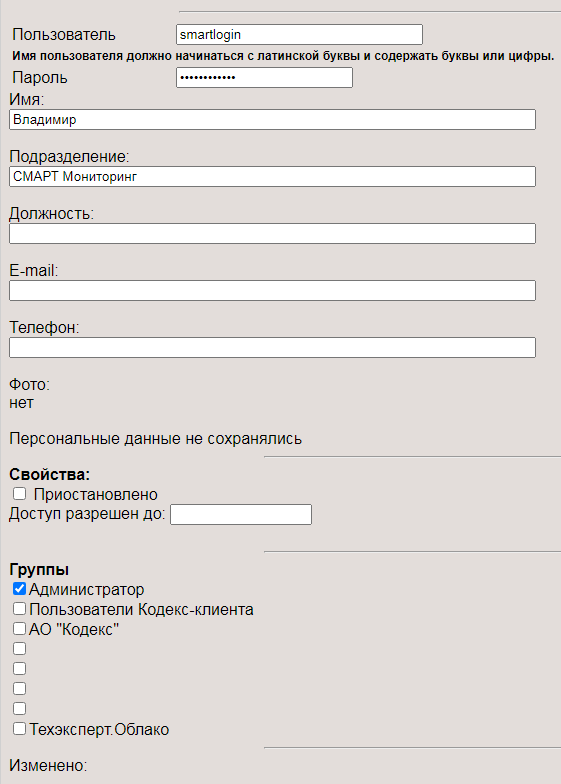 Пользователь smartlogin
Имя пользователя должно начинаться с латинской буквы и содержать буквы или цифры.
Пароль ••••••••••••
Имя:
Владимир
Подразделение:
СМАРТ Мониторинг
Должность:
E-mail:
Телефон:
Фото:
нет
Персональные данные не сохранялись
Свойства:
Приостановлено
Доступ разрешен до:
Группы
Администратор
Пользователи Кодекс-клиента
АО "Кодекс"
Техэксперт.Облако
Изменено: